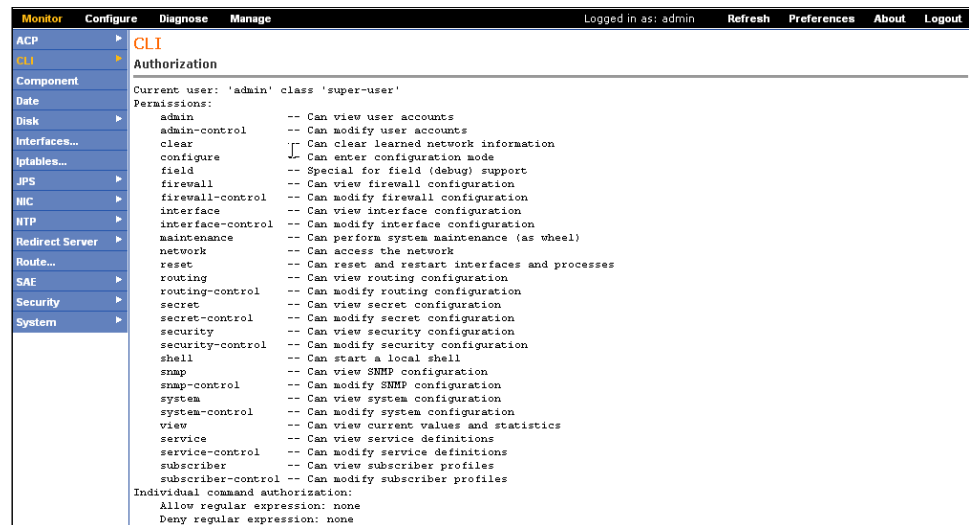 Monitor Configure Diagnose Manage Logged in as: admin Refresh Preferences About Logout
ACP
CLI
Component
Date
Disk
Interfaces...
Iptables...
JPS
NIC
NTP
Redirect Server
Route...
SAE
Security
System
CLI
Authorization
Current user: 'admin' class 'super-user'
Permissions:
admin -- Can view user accounts
admin-control -- Can modify user accounts
clear -- Can clear learned network information
configure -- Can enter configuration mode
field -- Special for field (debug) support
firewall -- Can view firewall configuration
firewall-control -- Can modify firewall configuration
interface -- Can view interface configuration
interface-control -- Can modify interface configuration
maintenance -- Can perform system maintenance (as wheel)
network -- Can access the network
reset -- Can reset and restart interfaces and processes
routing -- Can view routing configuration
routing-control -- Can modify routing configuration
secret -- Can view secret configuration
secret-control -- Can modify secret configuration
security -- Can view security configuration
security-control -- Can modify security configuration
shell -- Can start a local shell
snmp -- Can view SNMP configuration
snmp-control -- Can modify SNMP configuration
system -- Can view system configuration
system-control -- Can modify system configuration
view -- Can view current values and statistics
service -- Can view service definitions
service-control -- Can modify service definitions
subscriber -- Can view subscriber profiles
subscriber-control -- Can modify subscriber profiles
Individual command authorization:
Allow regular expression: none
Deny regular expression: none